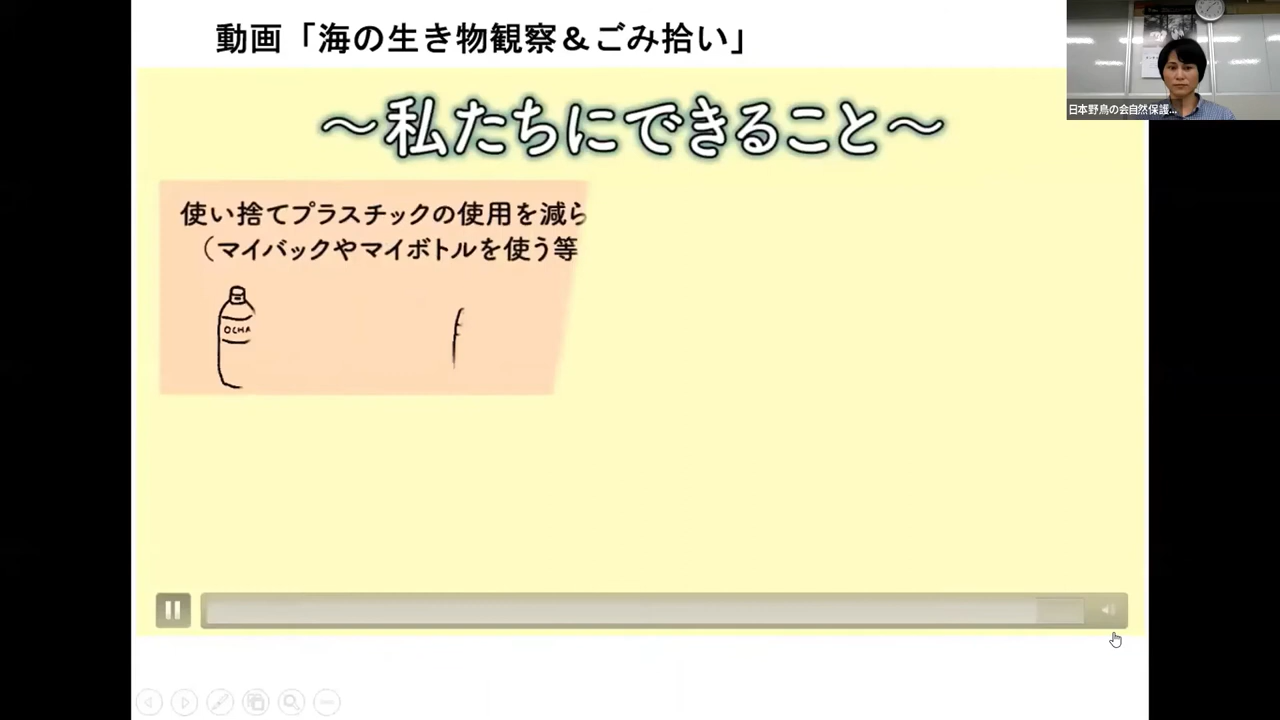 動画「海の生き物観察＆ごみ拾い」
日本野鳥の会自然保護...
～私たちにできること～
使い捨てプラスチックの使用を減ら
（マイバックやマイボトルを使う等
OCHA